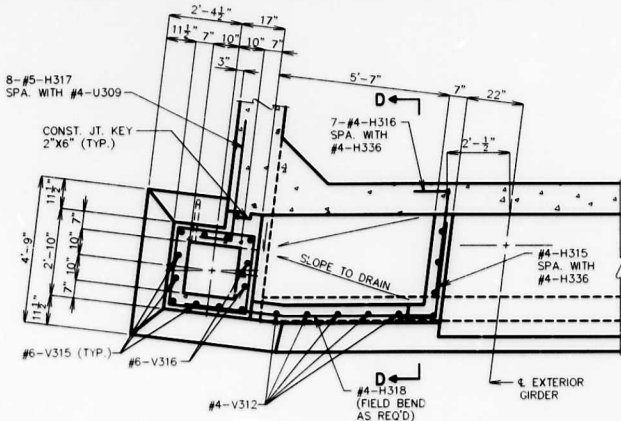 2'-4½"
17"
11½"
7"
10"
10"
7"
3"
5'-7"
D
7"
22"
2'-½"
8-#5-H317
SPA. WITH #4-U309
CONST. JT. KEY
2"X6" (TYP.)
7-#4-H316
SPA. WITH
#4-H336
4'-9"
11½"
2'-10"
11½"
7"
10"
10"
7"
SLOPE TO DRAIN
#4-H315
SPA. WITH
#4-H336
#6-V315 (TYP.)
#6-V316
#4-V312
D
#4-H318
(FIELD BEND
AS REQ'D)
℄ EXTERIOR
GIRDER